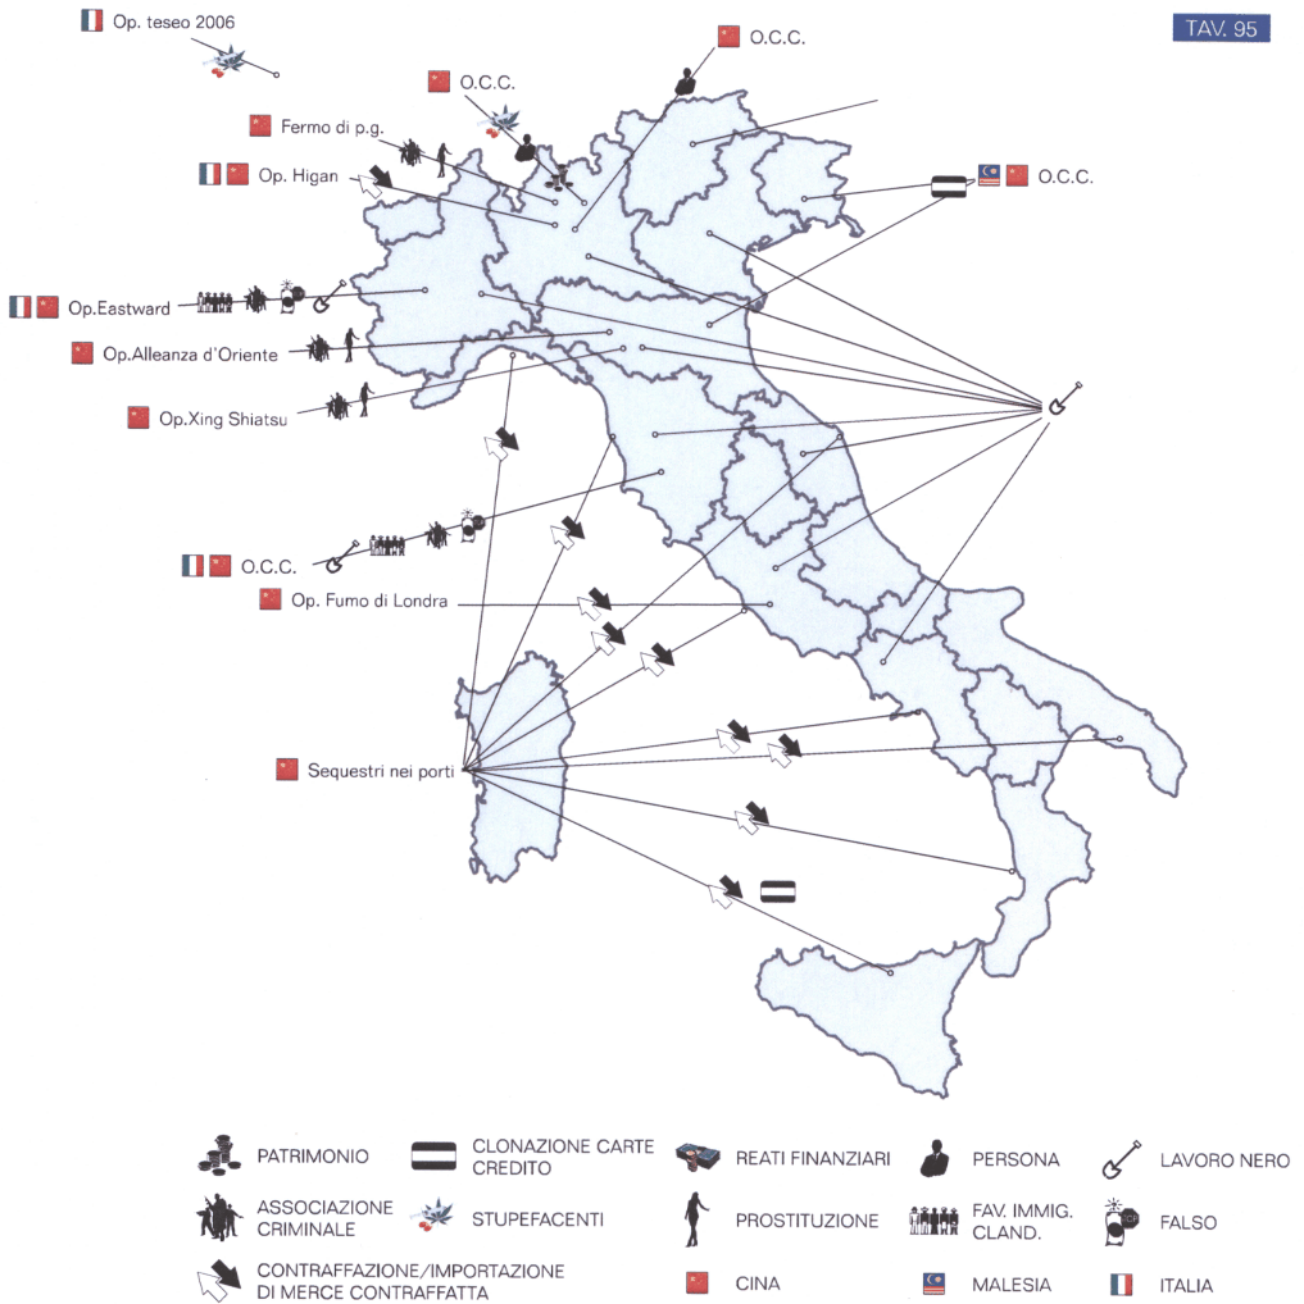 Op. teseo 2006
TAV. 95
O.C.C.
O.C.C.
Fermo di p.g.
Op. Higan
O.C.C.
Op.Eastward
Op.Alleanza d'Oriente
Op.Xing Shiatsu
O.C.C.
Op. Fumo di Londra
Sequestri nei porti
PATRIMONIO
CLONAZIONE CARTE
CREDITO
REATI FINANZIARI
PERSONA
LAVORO NERO
ASSOCIAZIONE
CRIMINALE
STUPEFACENTI
PROSTITUZIONE
FAV. IMMIG.
CLAND.
FALSO
CONTRAFFAZIONE/IMPORTAZIONE
DI MERCE CONTRAFFATTA
CINA
MALESIA
ITALIA